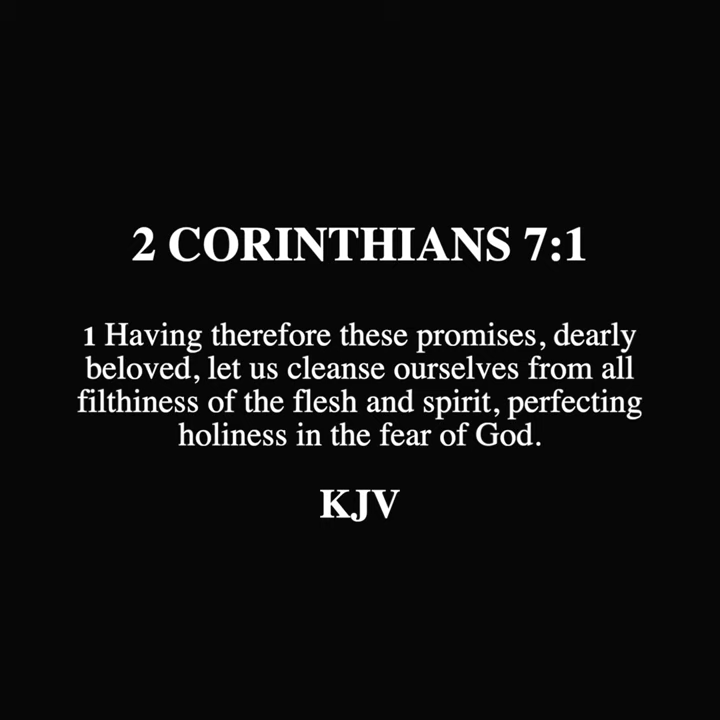 2 CORINTHIANS 7:1
1 Having therefore these promises, dearly
beloved, let us cleanse ourselves from all
filthiness of the flesh and spirit, perfecting
holiness in the fear of God.
KJV